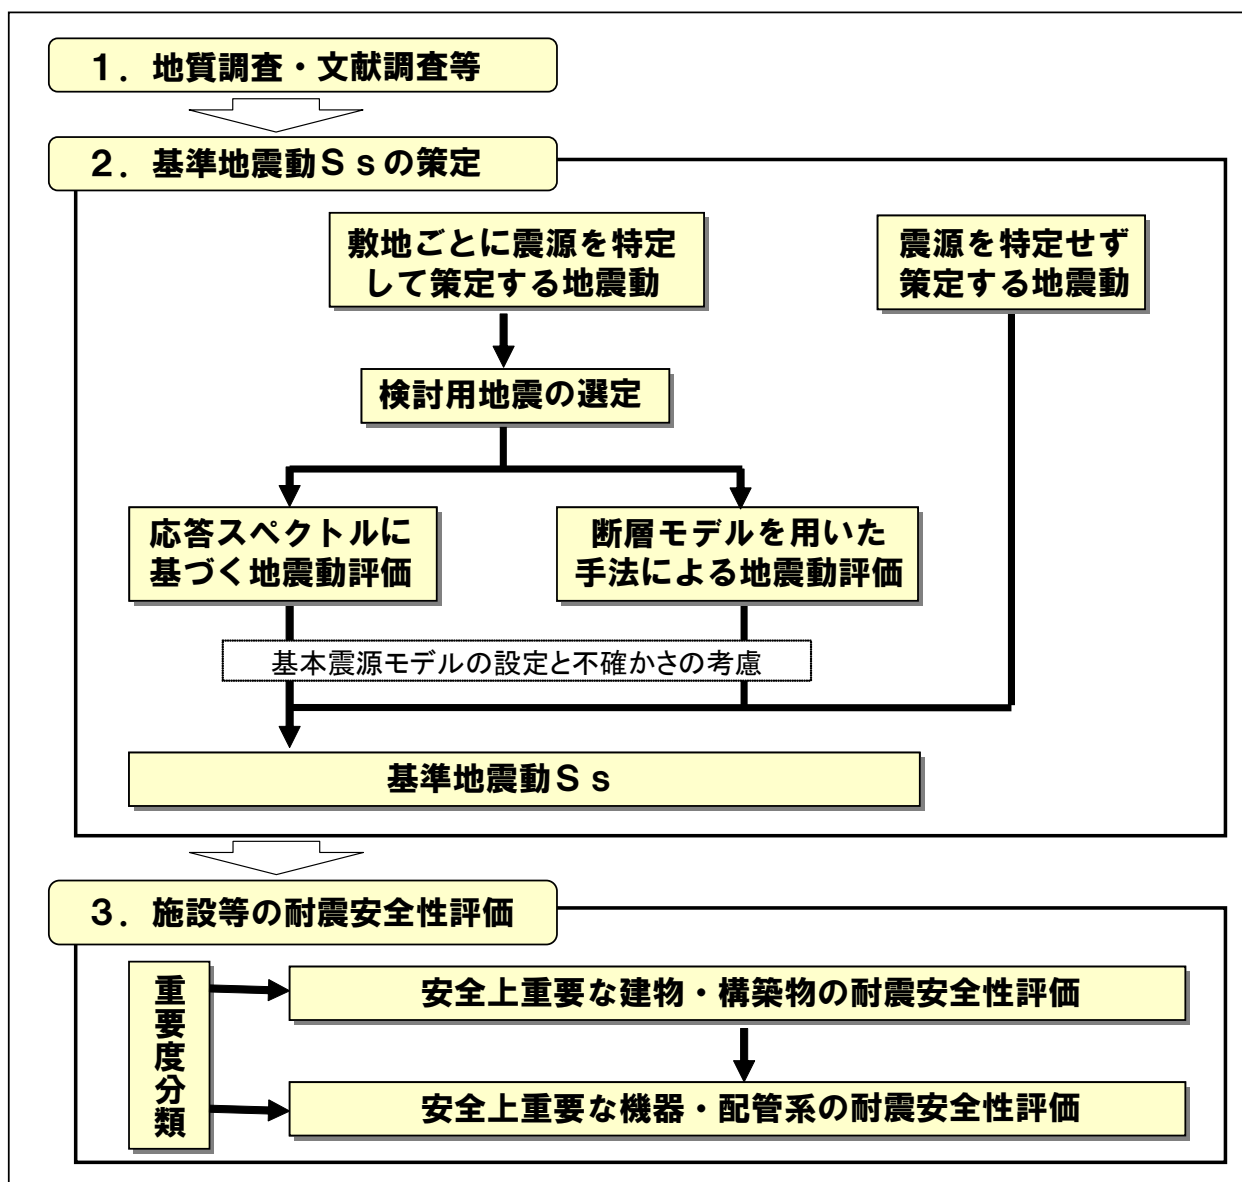 １．地質調査・文献調査等
２．基準地震動Ｓｓの策定
敷地ごとに震源を特定
して策定する地震動
震源を特定せず
策定する地震動
検討用地震の選定
応答スペクトルに
基づく地震動評価
断層モデルを用いた
手法による地震動評価
基本震源モデルの設定と不確かさの考慮
基準地震動Ｓｓ
３．施設等の耐震安全性評価
重要度分類
安全上重要な建物・構築物の耐震安全性評価
安全上重要な機器・配管系の耐震安全性評価